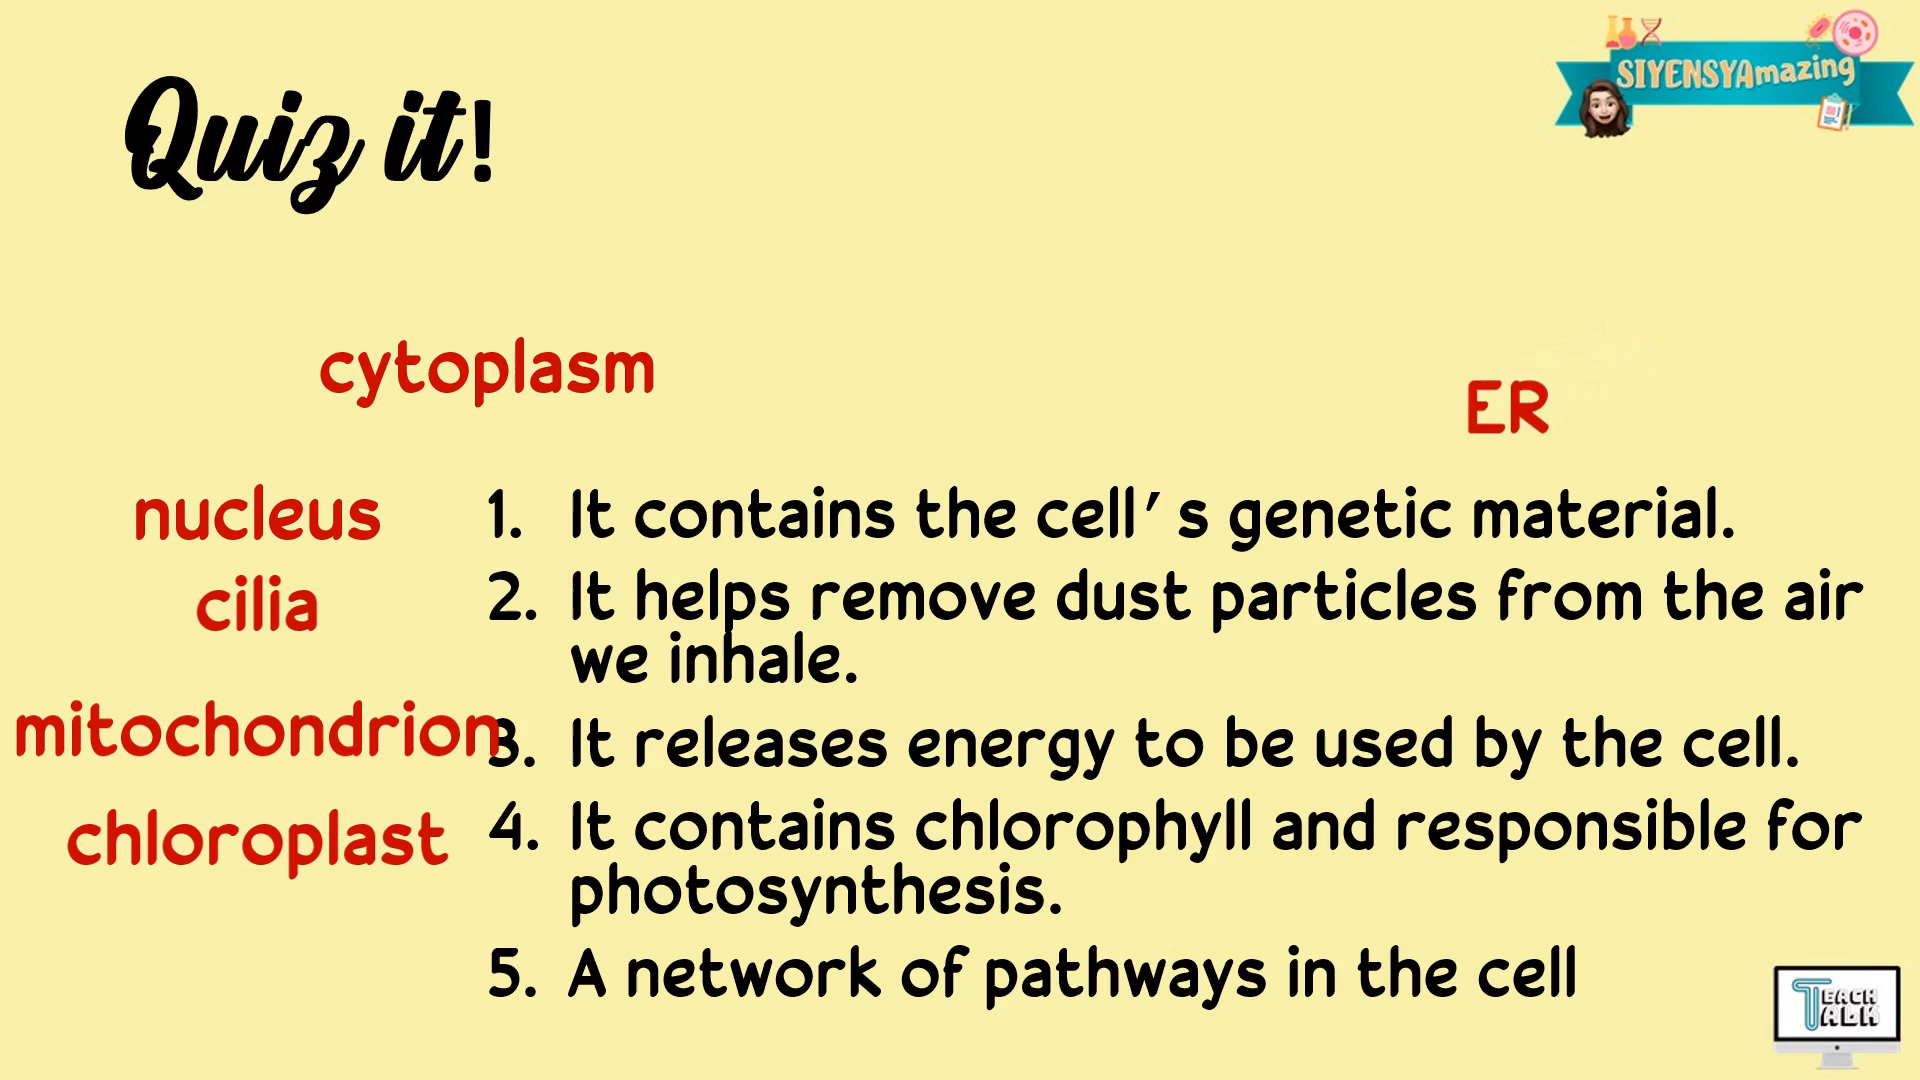 SIYENSYAmazing
Quiz it!
cytoplasm
ER
nucleus
1. It contains the cell's genetic material.
cilia
2. It helps remove dust particles from the air
we inhale.
mitochondrion
3. It releases energy to be used by the cell.
chloroplast
4. It contains chlorophyll and responsible for
photosynthesis.
5. A network of pathways in the cell
TEACH
TALK